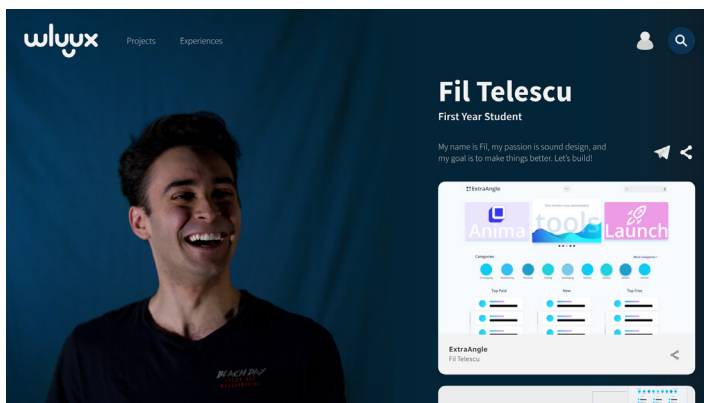 wlyyx
Projects
Experiences
Fil Telescu
First Year Student
My name is Fil, my passion is sound design, and
my goal is to make things better. Let's build!
ExtraAngle
Anima
tools
Launch
Categories
Top Paid
New
Top Free
ExtraAngle
Fil Telescu
BEACH DAY